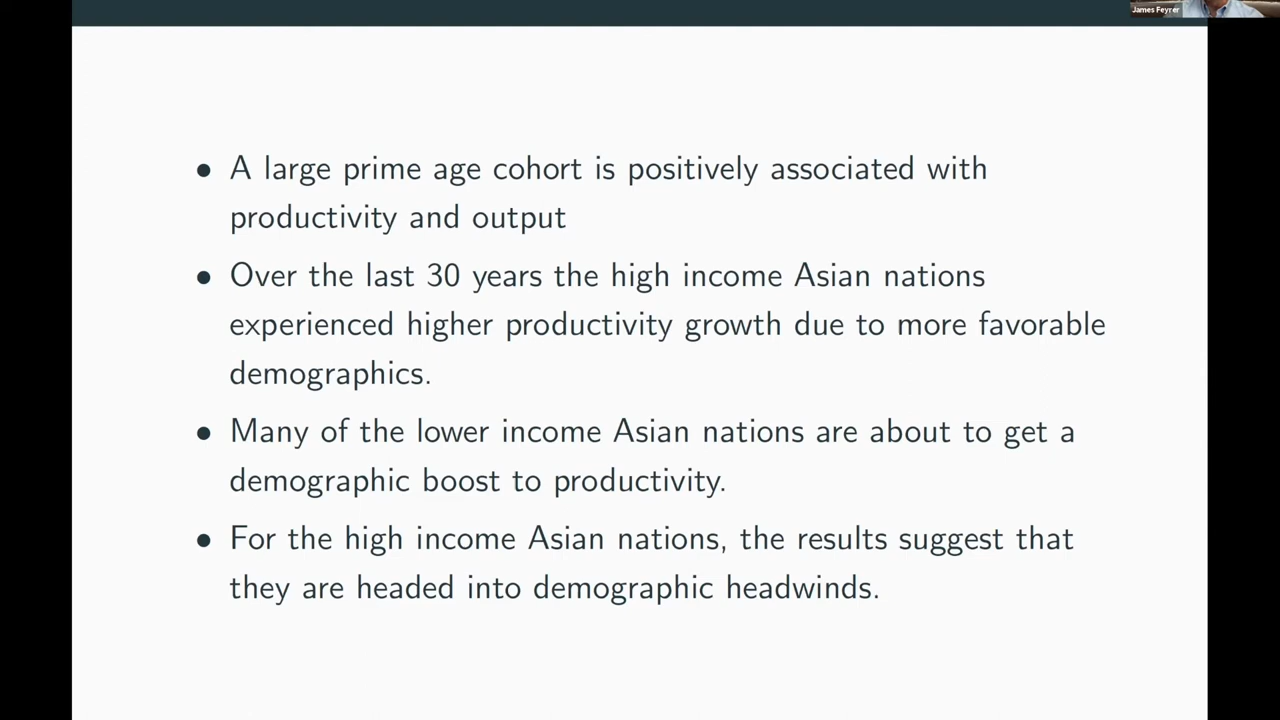 James Feyrer
• A large prime age cohort is positively associated with
productivity and output
• Over the last 30 years the high income Asian nations
experienced higher productivity growth due to more favorable
demographics.
• Many of the lower income Asian nations are about to get a
demographic boost to productivity.
• For the high income Asian nations, the results suggest that
they are headed into demographic headwinds.